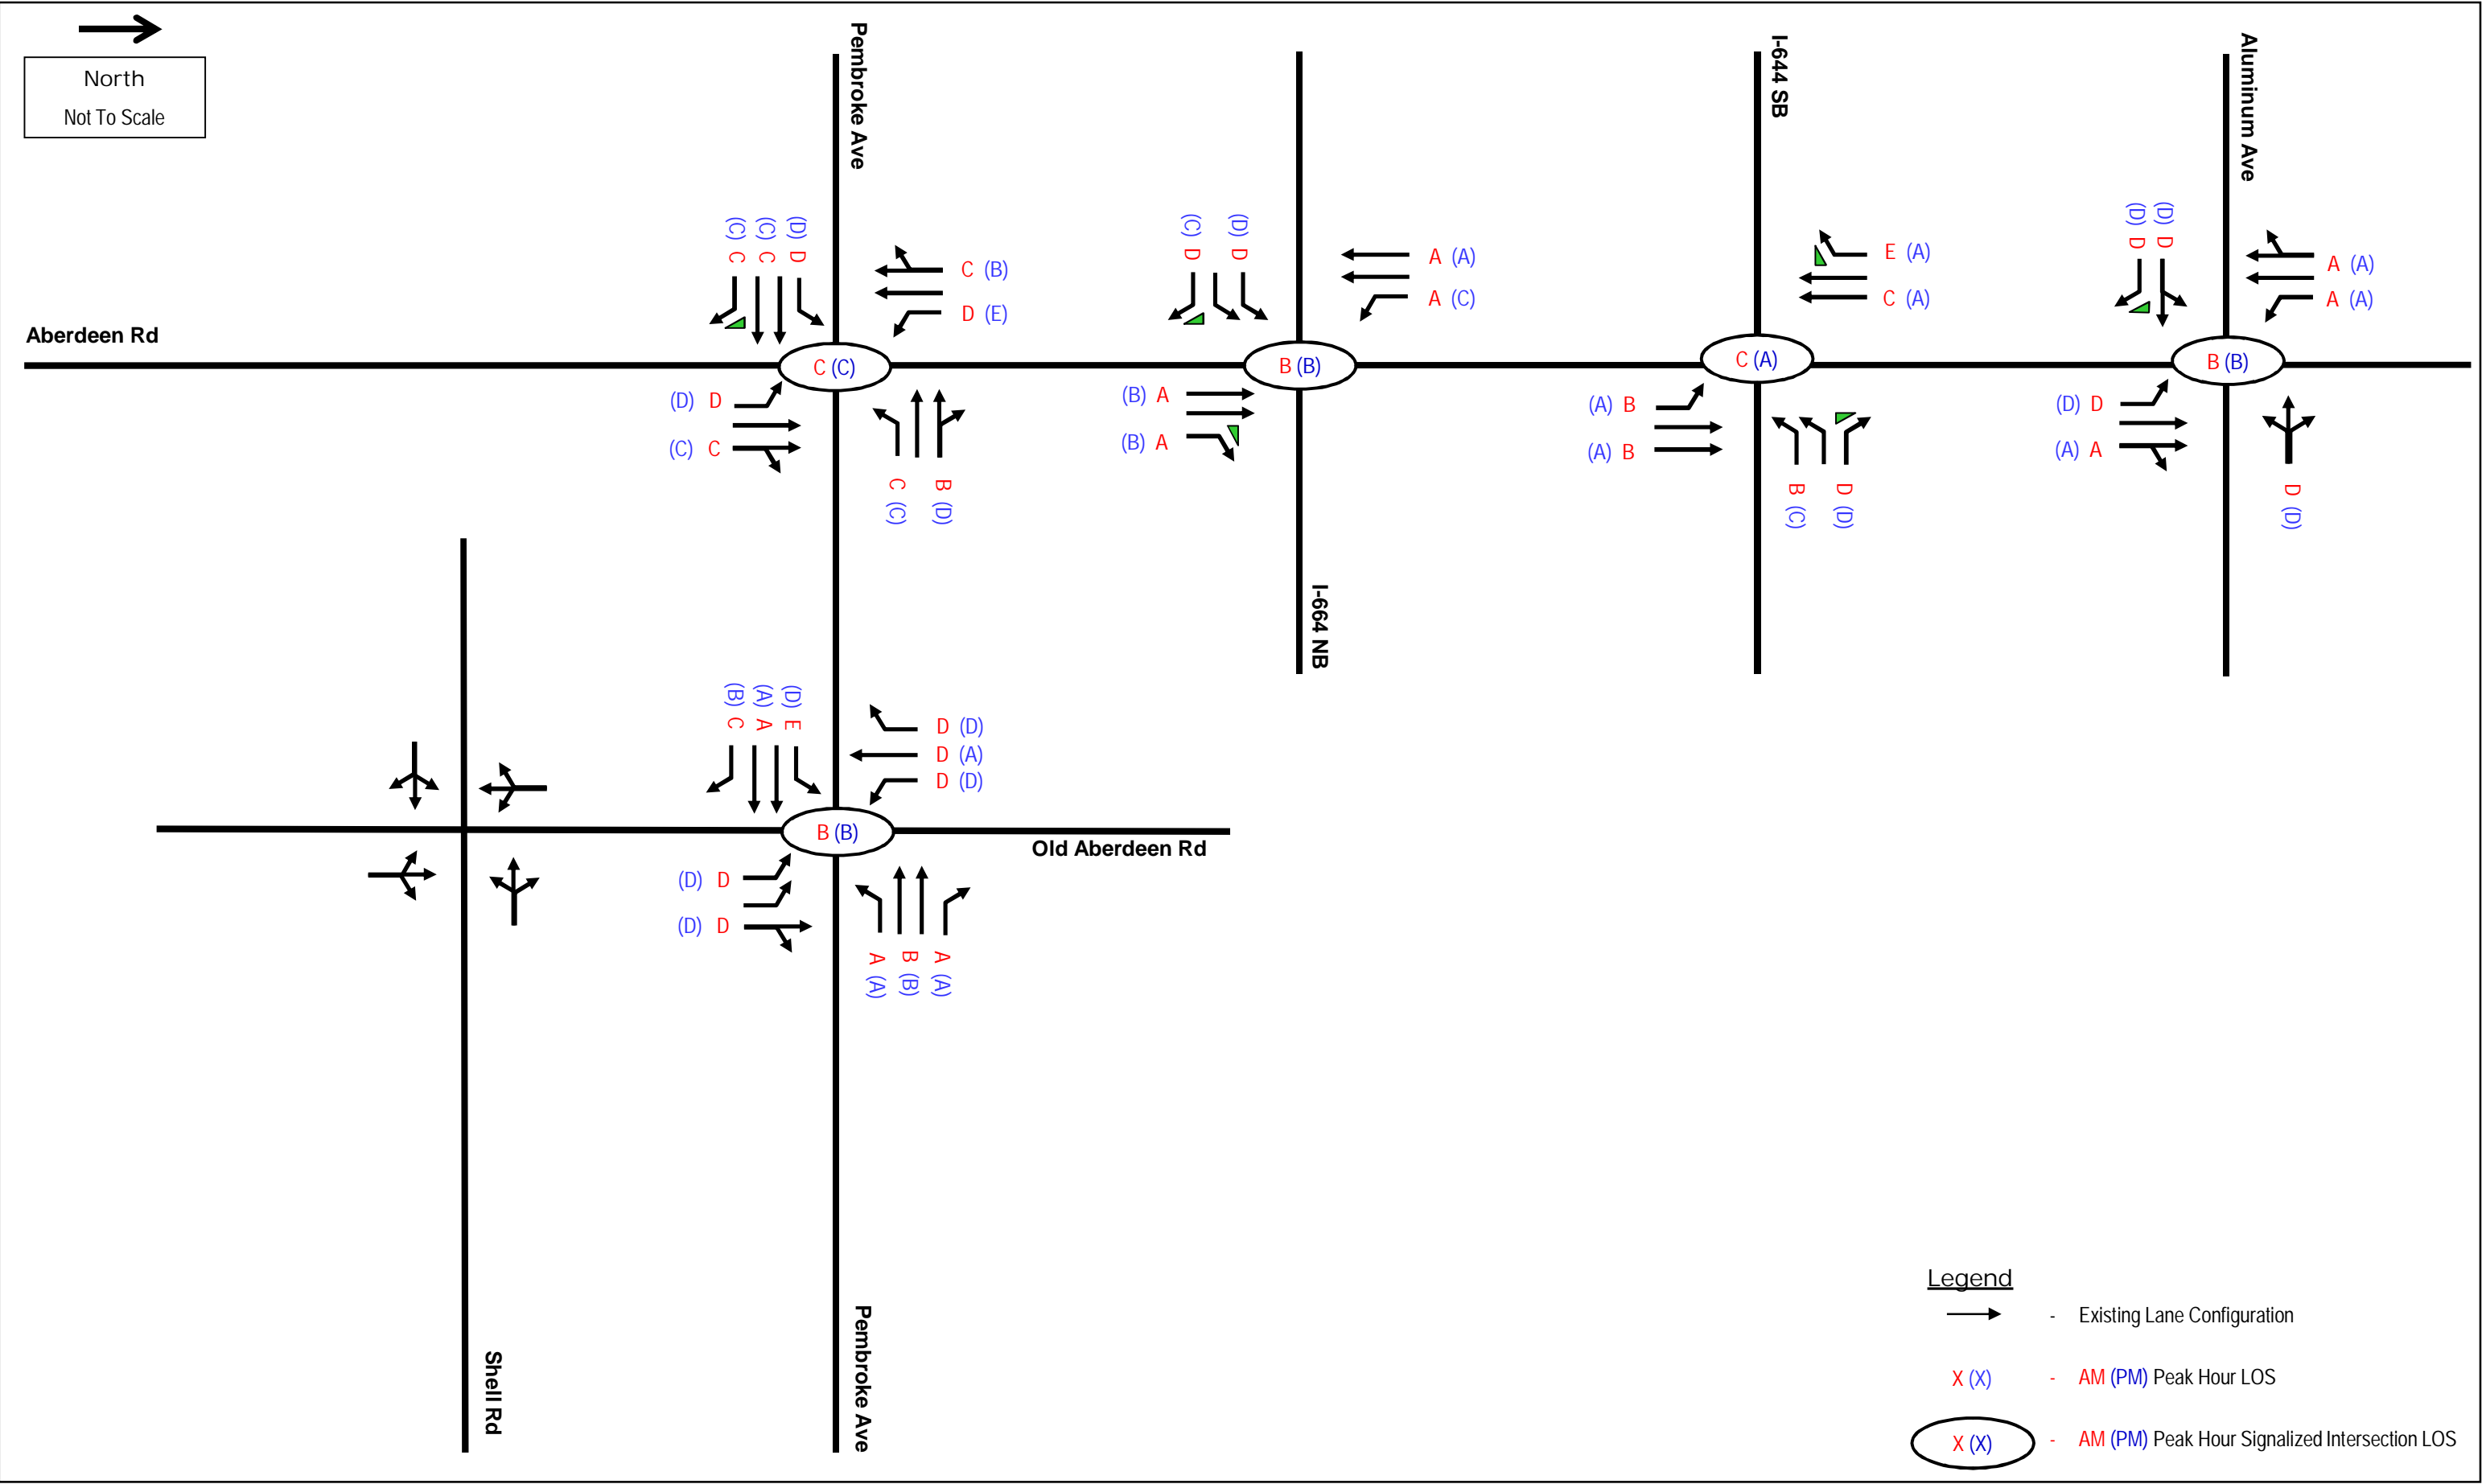 North
Not To Scale
Pembroke Ave
I-644 SB
Aluminum Ave
(C) C
(C) C
(D) D
C (B)
D (E)
(C) D
(D) D
A (A)
A (C)
E (A)
C (A)
(D) D
(D) D
A (A)
A (A)
Aberdeen Rd
C (C)
B (B)
C (A)
B (B)
(D) D
(C) C
C (C)
B (D)
(B) A
(B) A
(A) B
(A) B
B (C)
D (D)
(D) D
(A) A
D (D)
I-664 NB
(B) C
(A) A
(D) E
D (D)
D (A)
D (D)
B (B)
Old Aberdeen Rd
(D) D
(D) D
A (A)
B (B)
A (A)
Shell Rd
Pembroke Ave
Legend
- Existing Lane Configuration
X (X) - AM (PM) Peak Hour LOS
X (X) - AM (PM) Peak Hour Signalized Intersection LOS